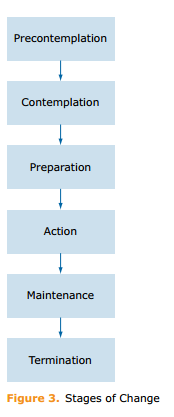 Precontemplation
Contemplation
Preparation
Action
Maintenance
Termination
Figure 3. Stages of Change